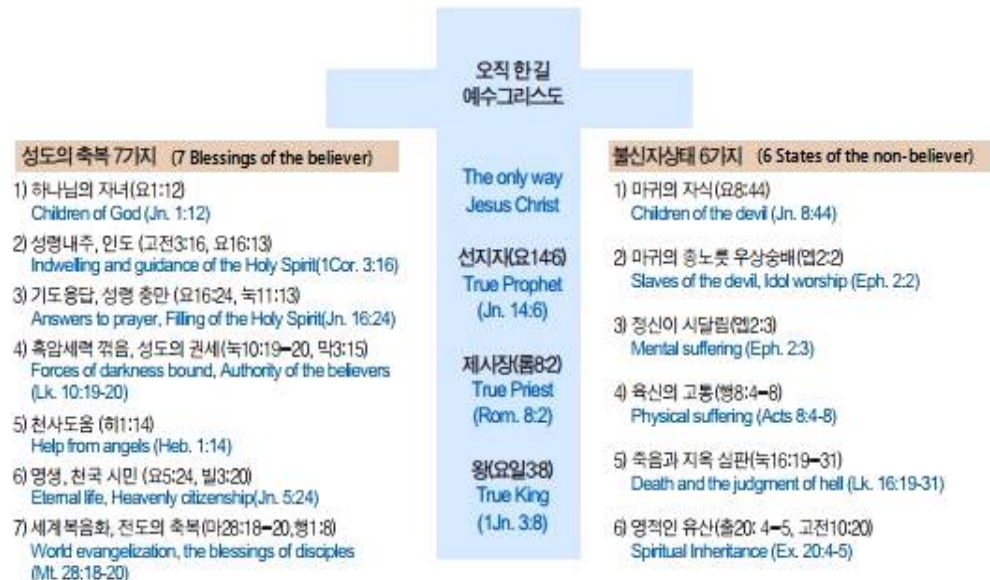 오직 한길
예수그리스도
The only way
Jesus Christ
선지자(요14:6)
True Prophet
(Jn. 14:6)
제사장(롬8:2)
True Priest
(Rom. 8:2)
왕(요일3:8)
True King
(1Jn. 3:8)
성도의 축복 7가지 (7 Blessings of the believer)
1) 하나님의 자녀(요1:12)
Children of God (Jn. 1:12)
2) 성령내주, 인도 (고전3:16, 요16:13)
Indwelling and guidance of the Holy Spirit(1Cor. 3:16)
3) 기도응답, 성령 충만 (요16:24, 눅11:13)
Answers to prayer, Filling of the Holy Spirit(Jn. 16:24)
4) 흑암세력 꺾음, 성도의 권세(눅10:19-20, 막3:15)
Forces of darkness bound, Authority of the believers
(Lk. 10:19-20)
5) 천사도움 (히1:14)
Help from angels (Heb. 1:14)
6) 영생, 천국 시민 (요5:24, 빌3:20)
Eternal life, Heavenly citizenship(Jn. 5:24)
7) 세계복음화, 전도의 축복(마28:18-20,행1:8)
World evangelization, the blessings of disciples
(Mt. 28:18-20)
불신자상태 6가지 (6 States of the non-believer)
1) 마귀의 자식(요8:44)
Children of the devil (Jn. 8:44)
2) 마귀의 종노릇 우상숭배(엡2:2)
Slaves of the devil, Idol worship (Eph. 2:2)
3) 정신이 시달림(엡2:3)
Mental suffering (Eph. 2:3)
4) 육신의 고통(행8:4-8)
Physical suffering (Acts 8:4-8)
5) 죽음과 지옥 심판(눅16:19-31)
Death and the judgment of hell (Lk. 16:19-31)
6) 영적인 유산(출20: 4-5, 고전10:20)
Spiritual Inheritance (Ex. 20:4-5)